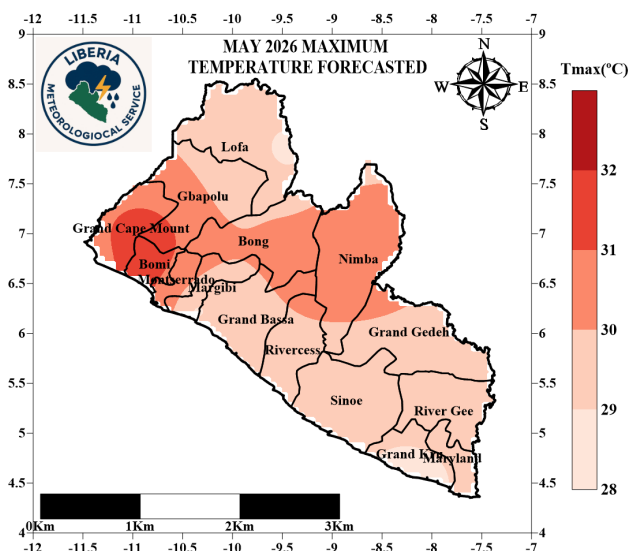 -12 -11.5 -11 -10.5 -10 -9.5 -9 -8.5 -8 -7.5 -7
9
8.5
8
7.5
7
6.5
6
5.5
5
4.5
4
LIBERIA
METEOROLOGIOCAL SERVICE
MAY 2026 MAXIMUM
TEMPERATURE FORECASTED
N
W E
S
Tmax(ºC)
32
31
30
29
28
Lofa
Gbapolu
Grand Cape Mount
Bong
Bomi
Nimba
Montserrado
Margibi
Grand Bassa
Grand Gedeh
Rivercess
Sinoe
River Gee
Grand Kru
Maryland
0Km 1Km 2Km 3Km
-12 -11.5 -11 -10.5 -10 -9.5 -9 -8.5 -8 -7.5 -7